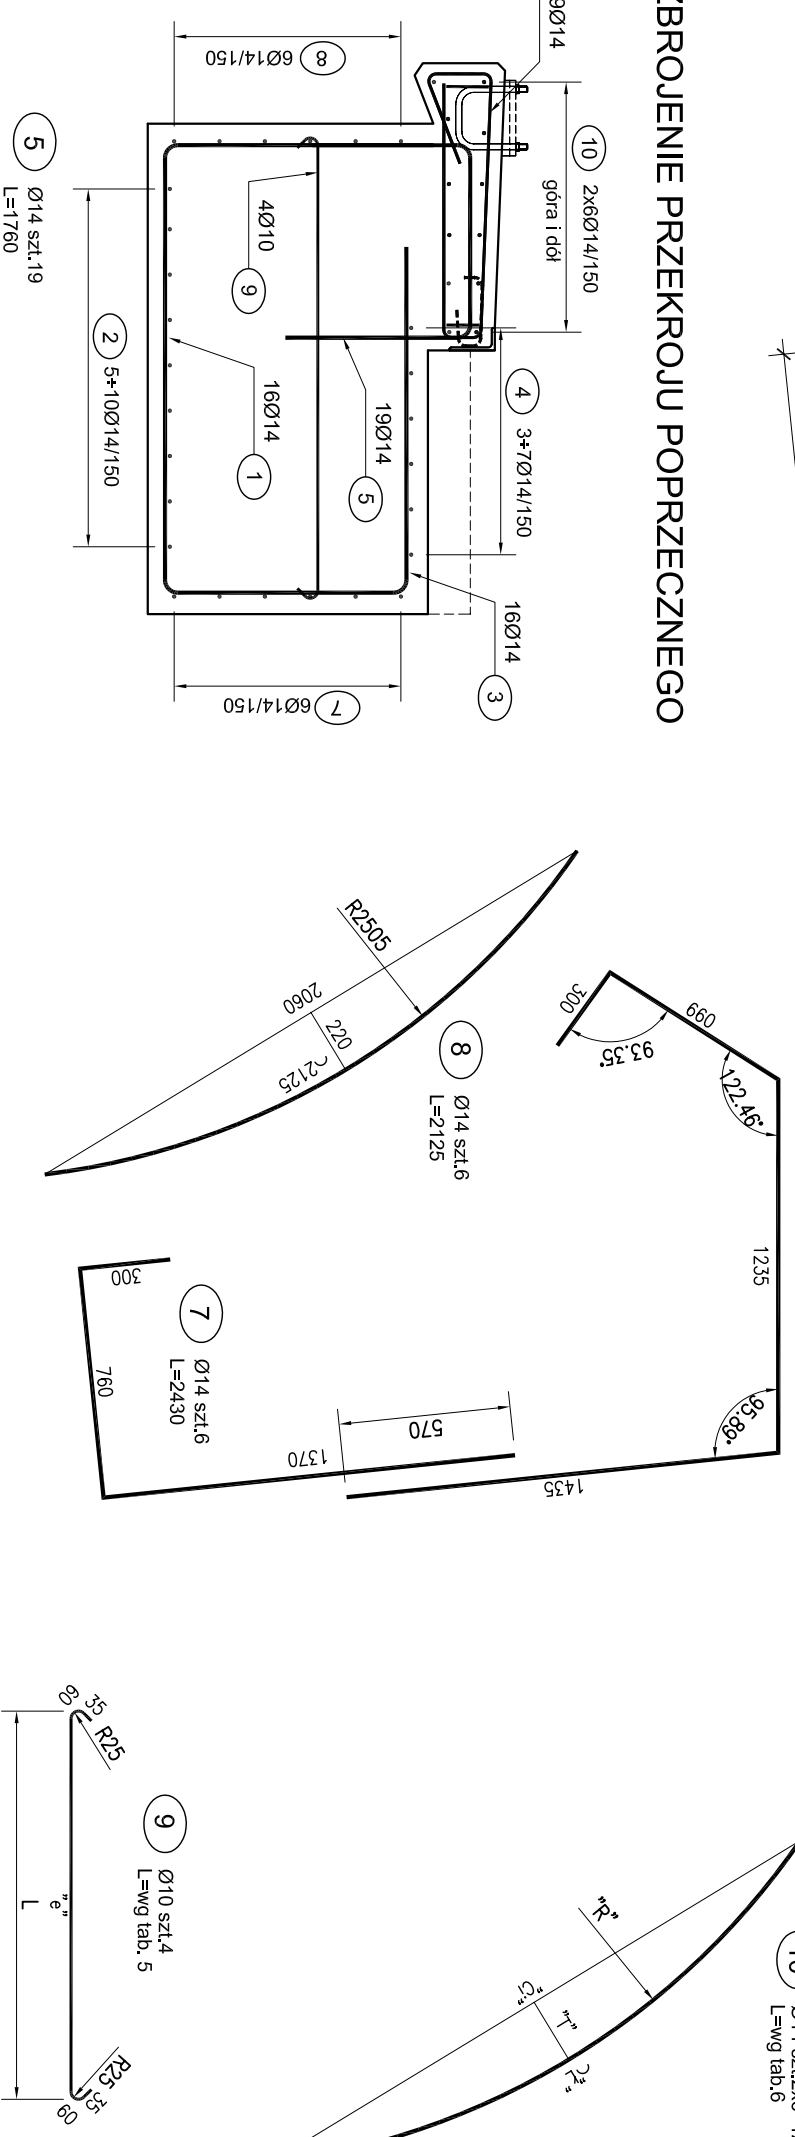 ZBROJENIE PRZEKROJU POPRZECZNEGO
9Ø14
10 2x6Ø14/150
góra i dół
8 6Ø14/150
4Ø10
9
4 3÷7Ø14/150
19Ø14
5
16Ø14
1
2 5÷10Ø14/150
16Ø14
3
7 6Ø14/150
5 Ø14 szt.19
L=1760
R2505
2060
220
2125
8 Ø14 szt.6
L=2125
300
660
93.35°
122.46°
1235
95.89°
1435
570
1370
760
300
7 Ø14 szt.6
L=2430
60
35
R25
9 Ø10 szt.4
L=wg tab. 5
"e"
L
R25
35
60
"R"
"Ci"
"T"
L=wg tab.6